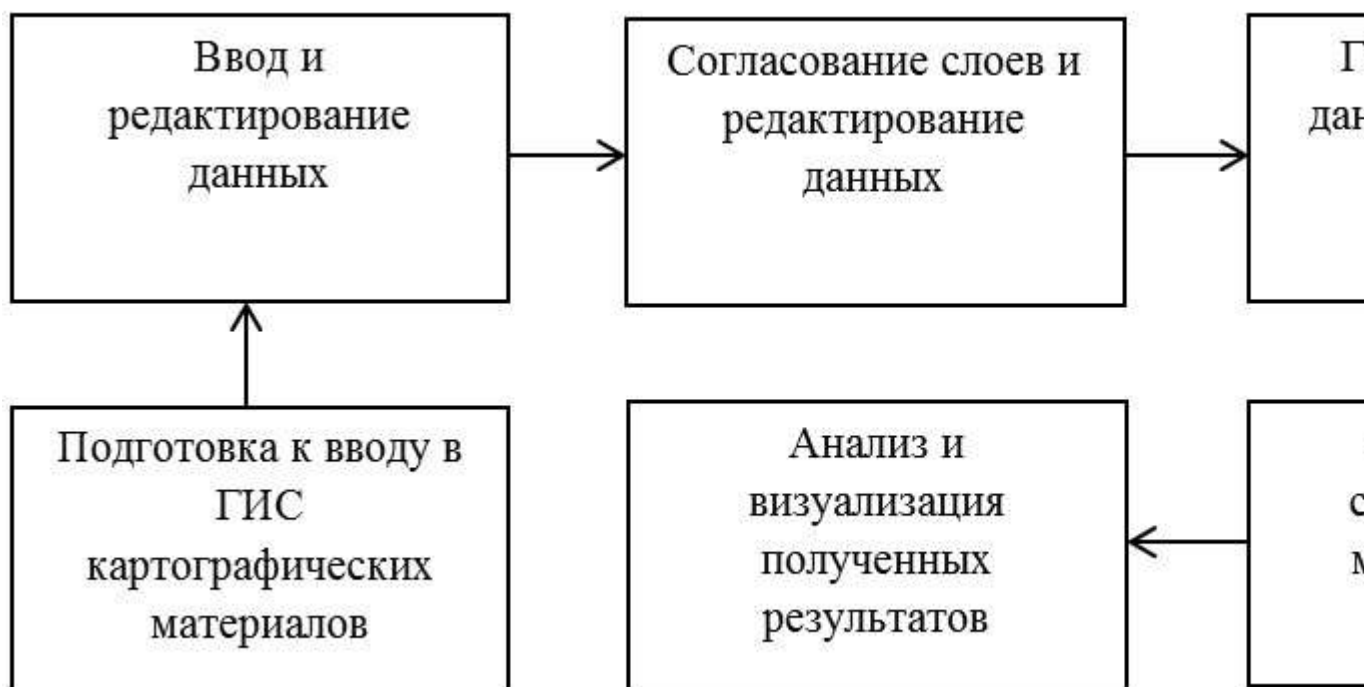 Ввод и
редактирование
данных
Согласование слоев и
редактирование
данных
Подготовка к вводу в
ГИС
картографических
материалов
Анализ и
визуализация
полученных
результатов